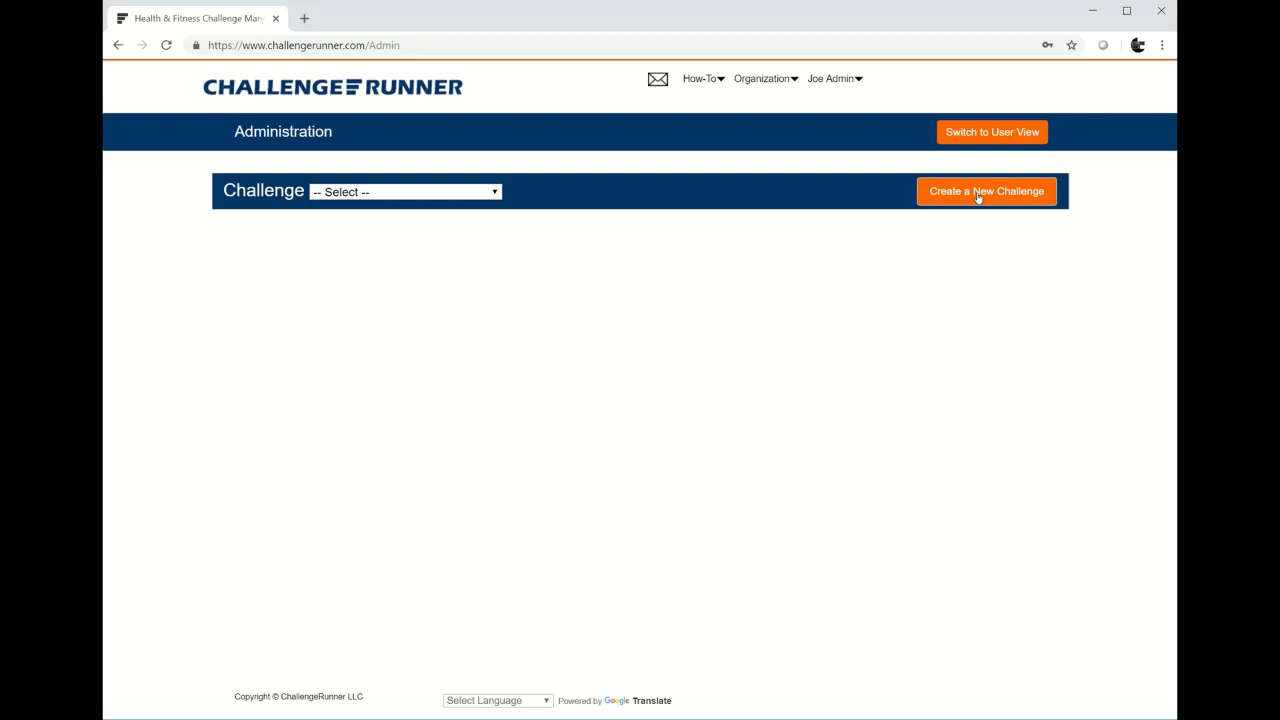 Health & Fitness Challenge Man
https://www.challengerunner.com/Admin
CHALLENGE RUNNER
How-To Organization Joe Admin
Administration
Switch to User View
Challenge -- Select --
Create a New Challenge
Copyright © ChallengeRunner LLC
Select Language
Powered by Google Translate